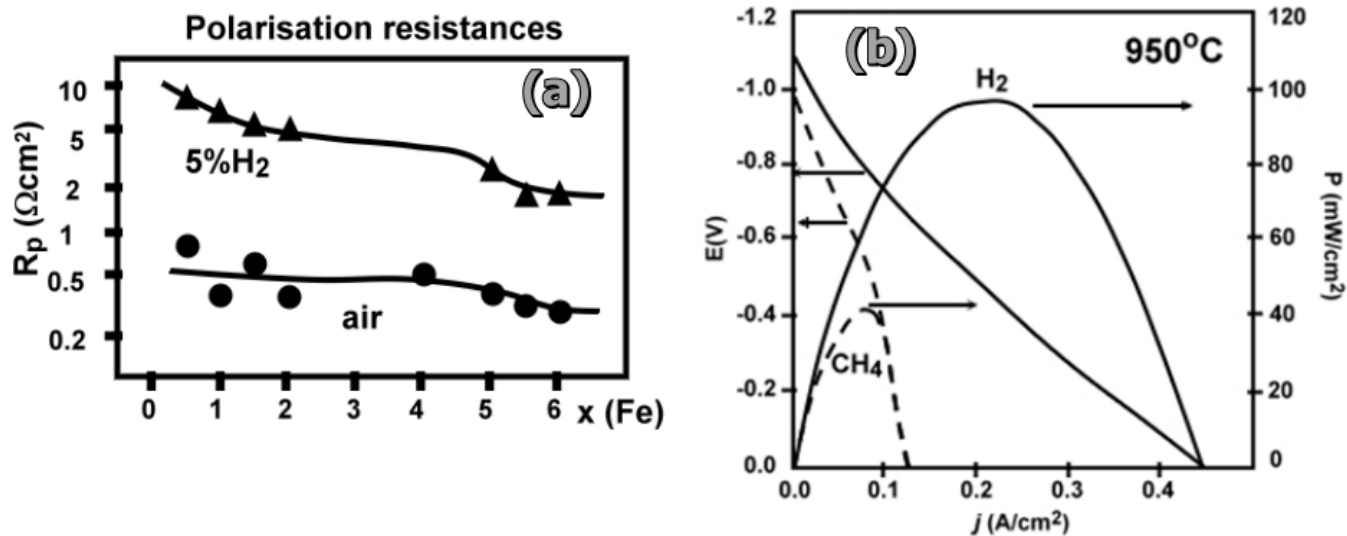 Polarisation resistances
(a)
Rp (Ωcm²)
10
5
2
1
0.5
0.2
5%H2
air
0 1 2 3 4 5 6 x (Fe)
(b)
950°C
E(V)
-1.2
-1.0
-0.8
-0.6
-0.4
-0.2
0.0
H2
CH4
120
100
80
60
40
20
0
P (mW/cm²)
0.0 0.1 0.2 0.3 0.4
j (A/cm²)